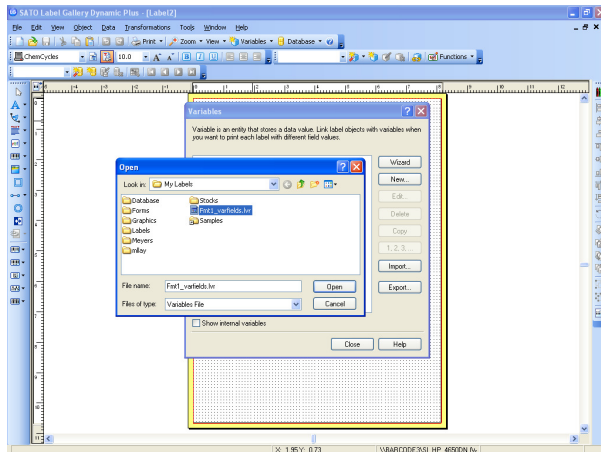 SATO Label Gallery Dynamic Plus - [Label2]
File Edit View Object Data Transformations Tools Window Help
Print Zoom View Variables Database
ChemCycles 10.0 B I U Functions
Variables
Variable is an entity that stores a data value. Link label objects with variables when
you want to print each label with different field values.
Wizard
New...
Edit...
Delete
Copy
1, 2, 3, ...
Import...
Export...
Open
Look in: My Labels
Database Stocks
Forms Fmt1_varfields.lvr
Graphics Samples
Labels
Meyers
mllay
File name: Fmt1_varfields.lvr Open
Files of type: Variables File Cancel
Show internal variables
Close Help
X: 1.95 Y: 0.73 \\BARCODE3\SI_HP_4650DN